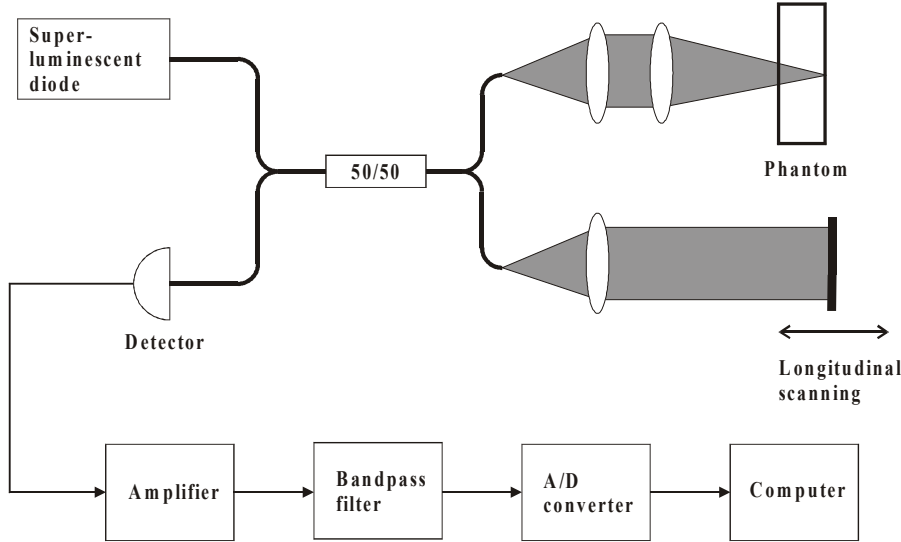 Super-
luminescent
diode
50/50
Phantom
Detector
Longitudinal
scanning
Amplifier
Bandpass
filter
A/D
converter
Computer